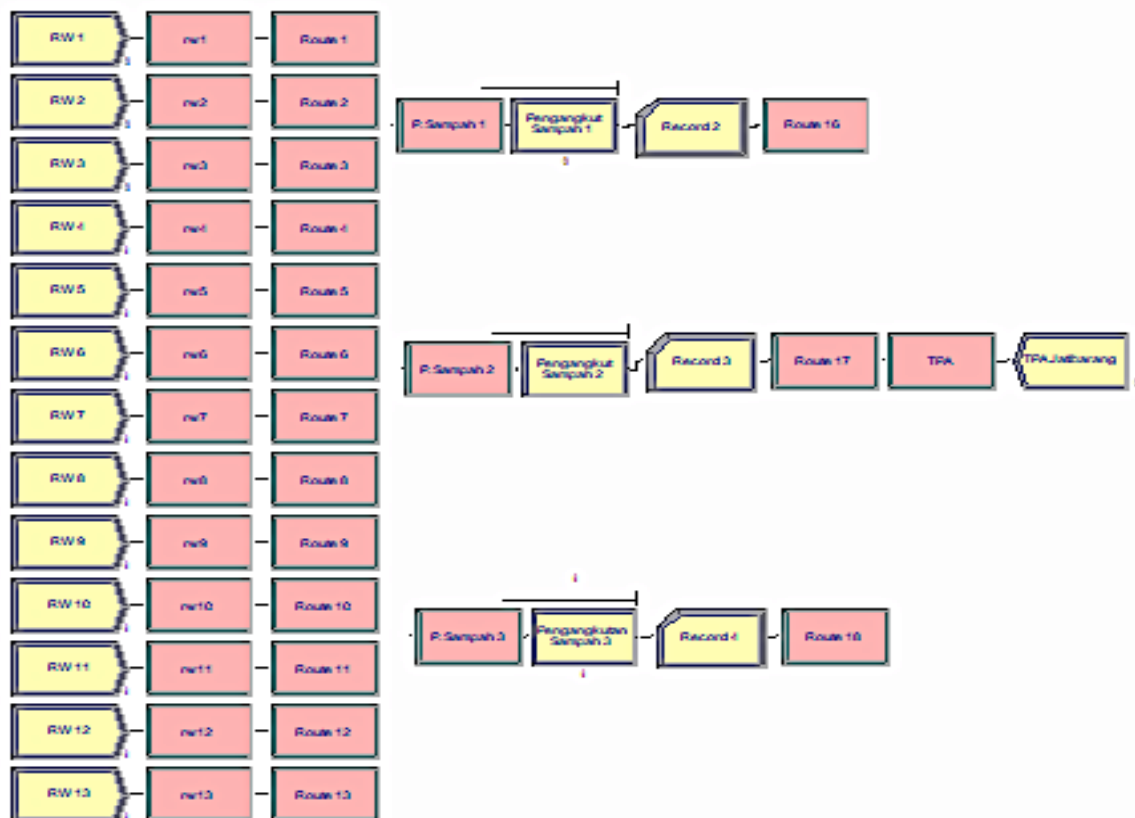 RW 1 rw1 Route 1
RW 2 rw2 Route 2
P. Sampah 1
Pengangkut
Sampah 1
Record 2
Route 16
RW 3 rw3 Route 3
RW 4 rw4 Route 4
RW 5 rw5 Route 5
RW 6 rw6 Route 6
P. Sampah 2
Pengangkut
Sampah 2
Record 3
Route 17
TPA
TPA Jatibarang
RW 7 rw7 Route 7
RW 8 rw8 Route 8
RW 9 rw9 Route 9
RW 10 rw10 Route 10
P. Sampah 3
Pengangkutan
Sampah 3
Record 4
Route 18
RW 11 rw11 Route 11
RW 12 rw12 Route 12
RW 13 rw13 Route 13